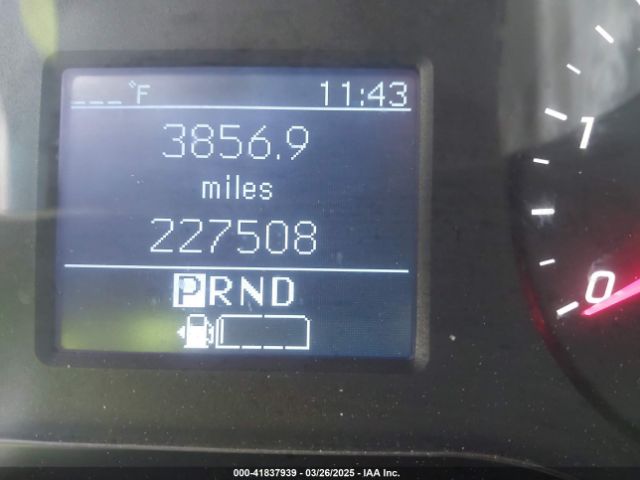 ___°F 11:43
3856.9
miles
227508
PRND
1
0
000-41837939 - 03/26/2025 - IAA Inc.